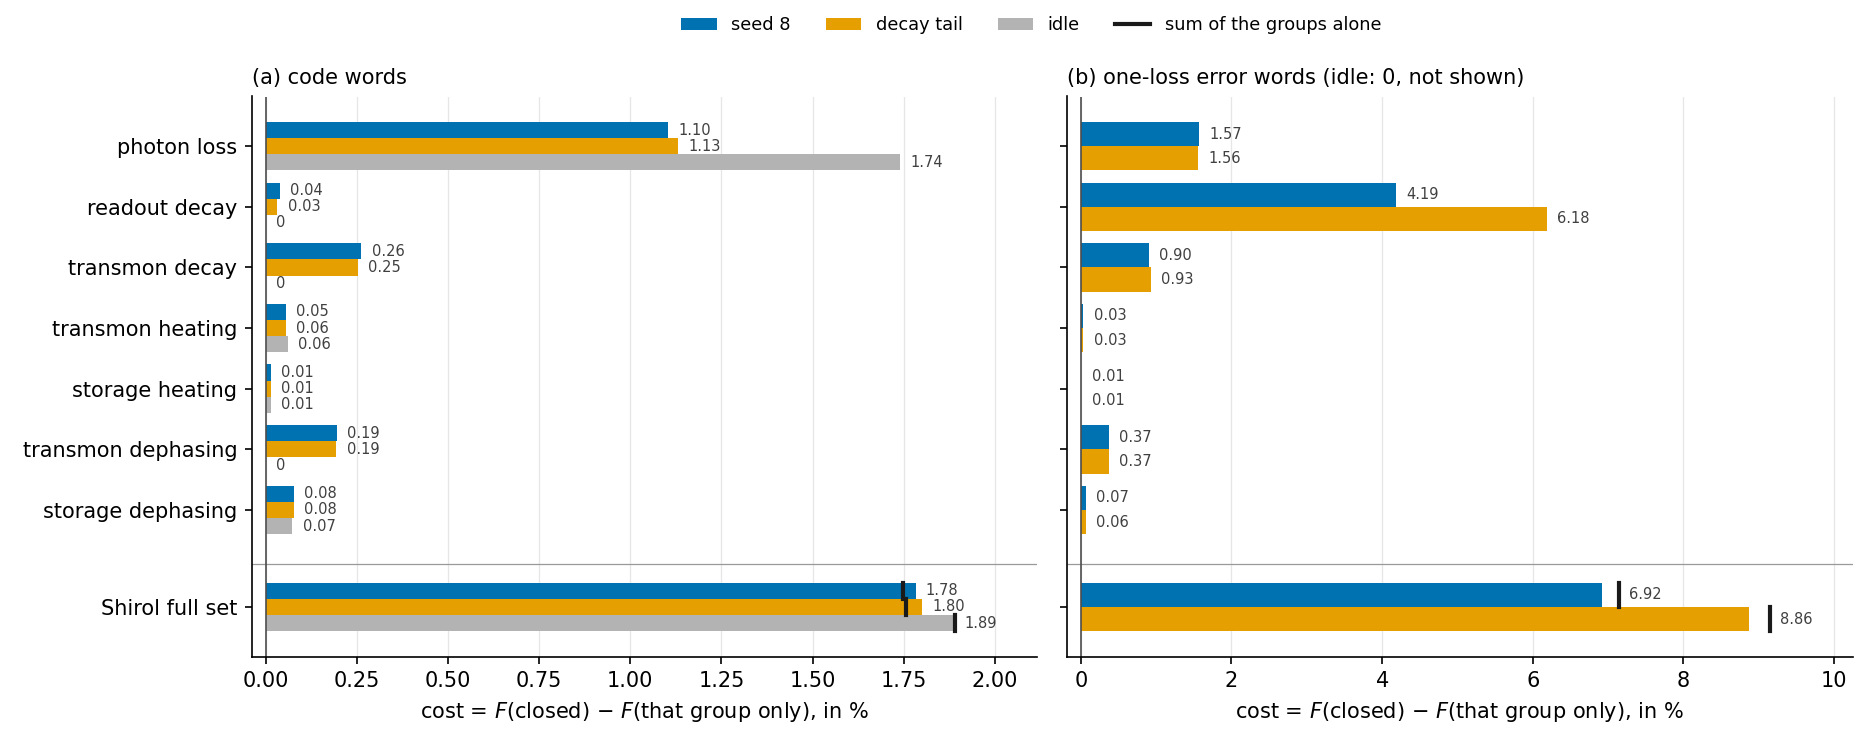 seed 8 decay tail idle sum of the groups alone
(a) code words
photon loss 1.10
1.13
1.74
readout decay 0.04
0.03
0
transmon decay 0.26
0.25
0
transmon heating 0.05
0.06
0.06
storage heating 0.01
0.01
0.01
transmon dephasing 0.19
0.19
0
storage dephasing 0.08
0.08
0.07
Shirol full set 1.78
1.80
1.89
0.00 0.25 0.50 0.75 1.00 1.25 1.50 1.75 2.00
cost = F(closed) − F(that group only), in %
(b) one-loss error words (idle: 0, not shown)
1.57
1.56
4.19
6.18
0.90
0.93
0.03
0.03
0.01
0.01
0.37
0.37
0.07
0.06
6.92
8.86
0 2 4 6 8 10
cost = F(closed) − F(that group only), in %